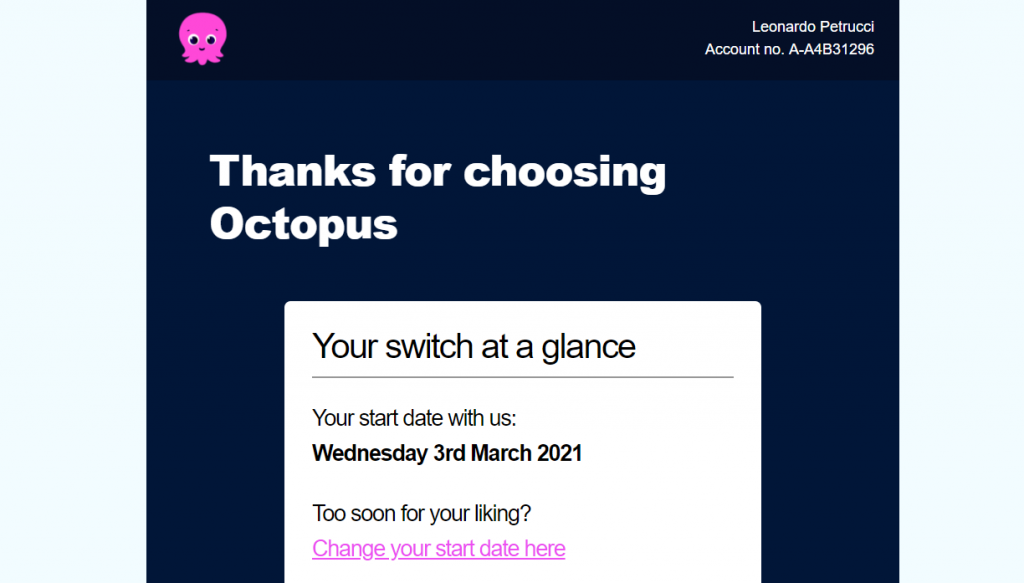 Leonardo Petrucci
Account no. A-A4B31296
Thanks for choosing
Octopus
Your switch at a glance
Your start date with us:
Wednesday 3rd March 2021
Too soon for your liking?
Change your start date here